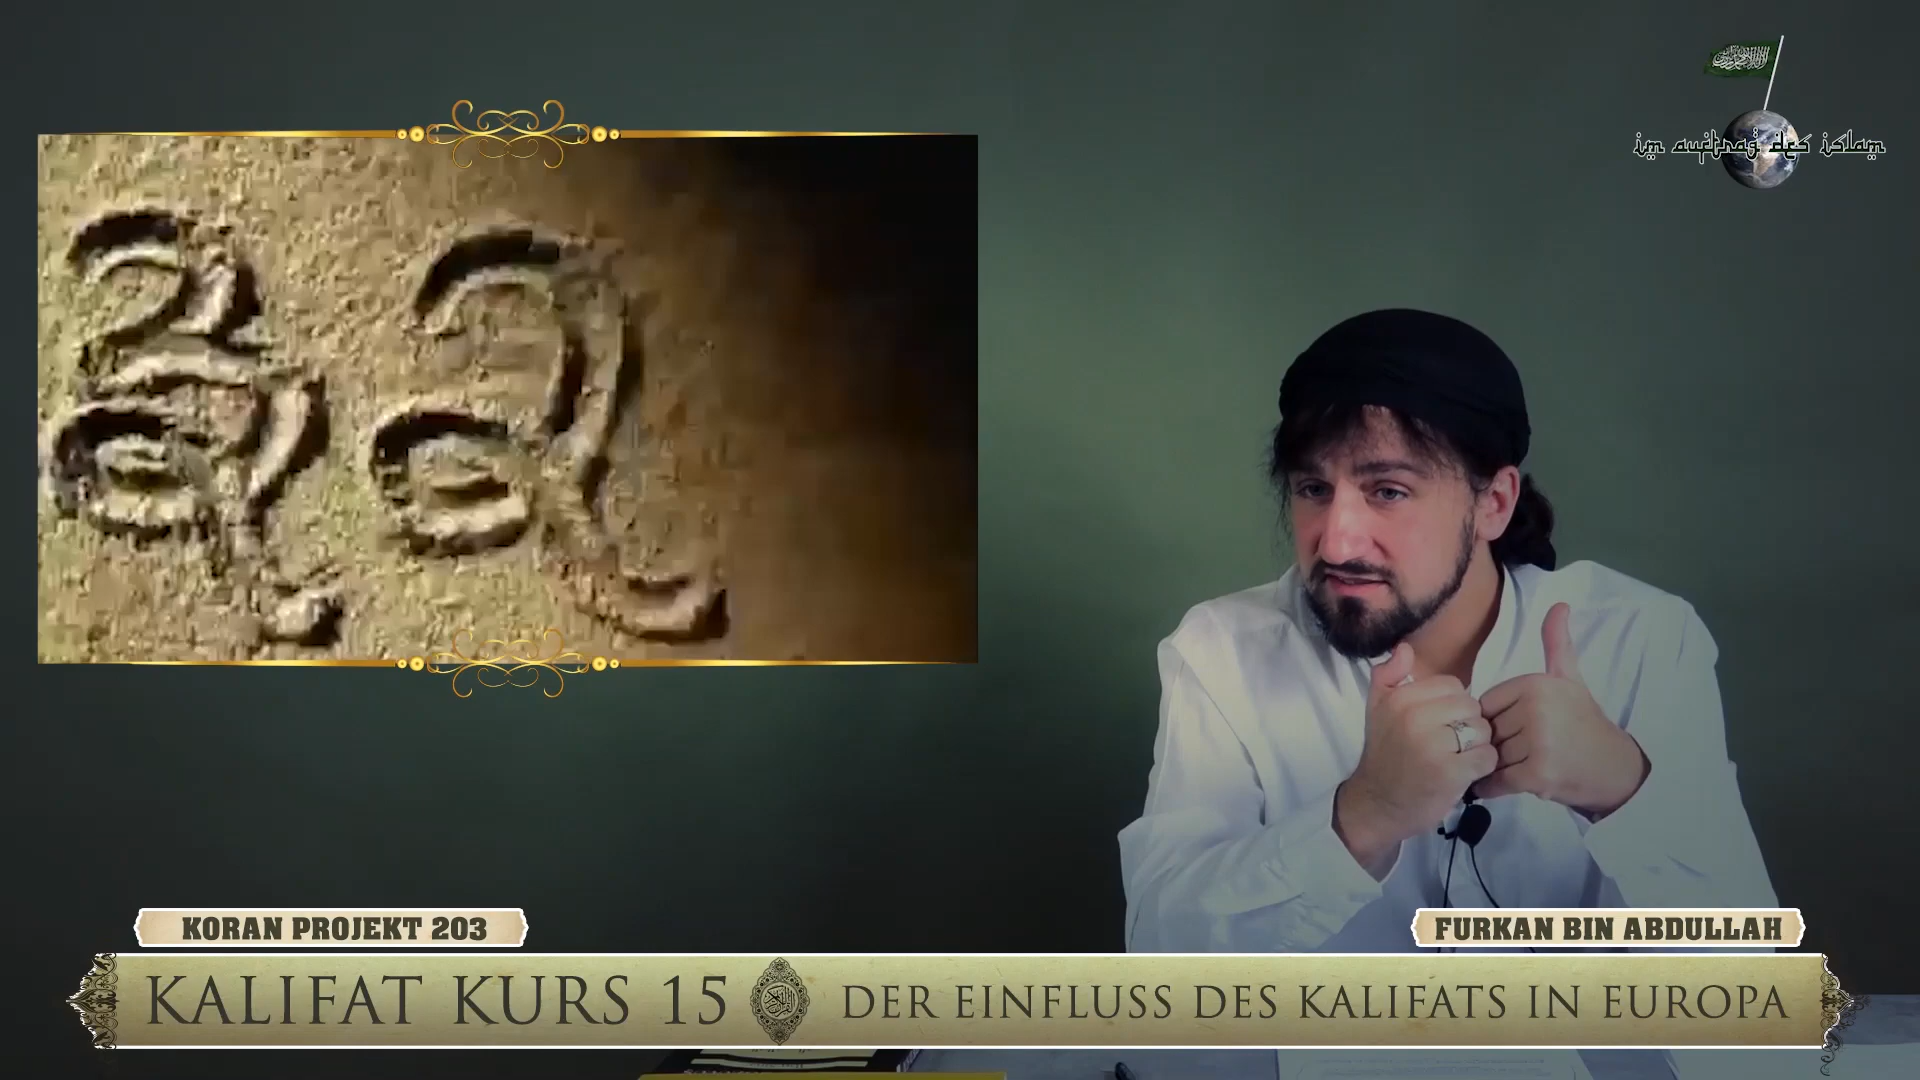 im auftrag des islam
KORAN PROJEKT 203
FURKAN BIN ABDULLAH
KALIFAT KURS 15
DER EINFLUSS DES KALIFATS IN EUROPA